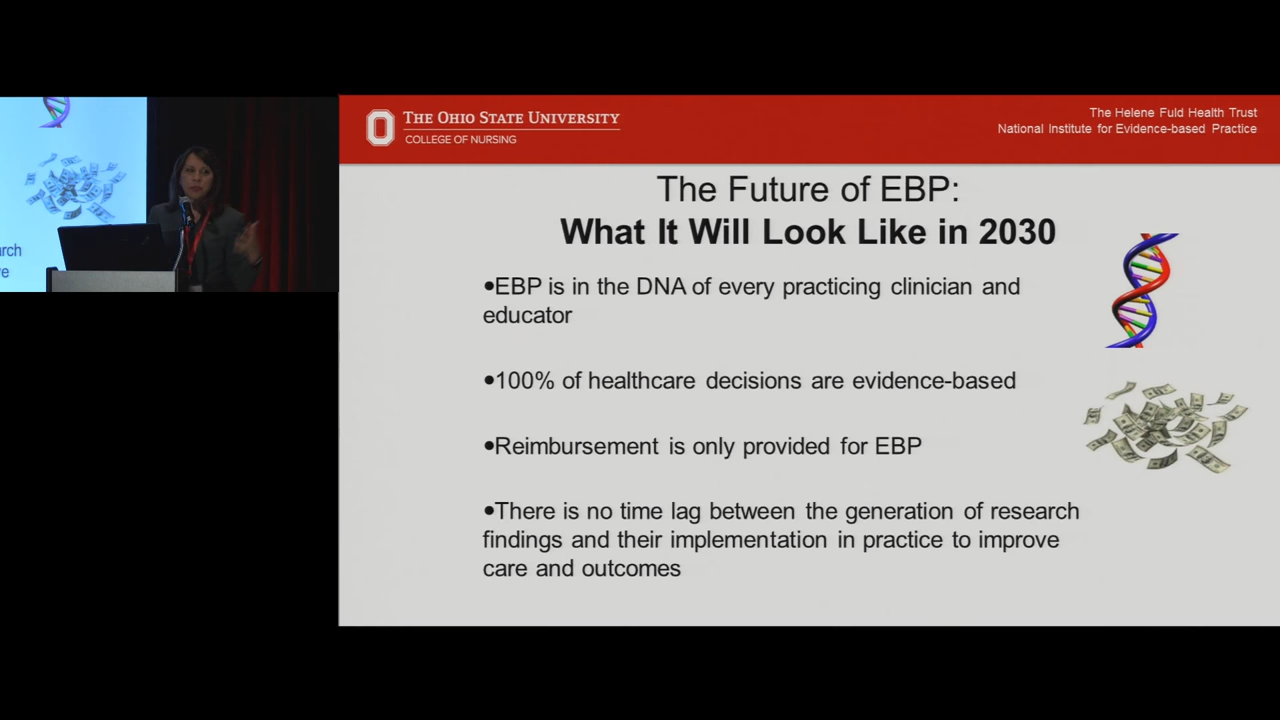 THE OHIO STATE UNIVERSITY
COLLEGE OF NURSING
The Helene Fuld Health Trust
National Institute for Evidence-based Practice
The Future of EBP:
What It Will Look Like in 2030
•EBP is in the DNA of every practicing clinician and
educator
•100% of healthcare decisions are evidence-based
•Reimbursement is only provided for EBP
•There is no time lag between the generation of research
findings and their implementation in practice to improve
care and outcomes